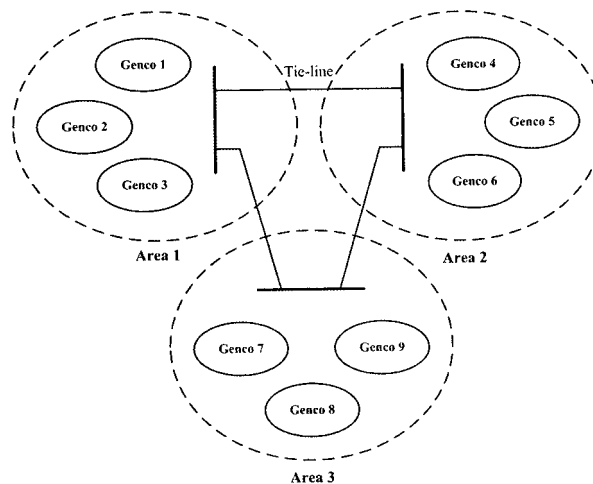 Genco 1
Tie-line
Genco 4
Genco 2
Genco 5
Genco 3
Genco 6
Area 1
Area 2
Genco 7
Genco 9
Genco 8
Area 3